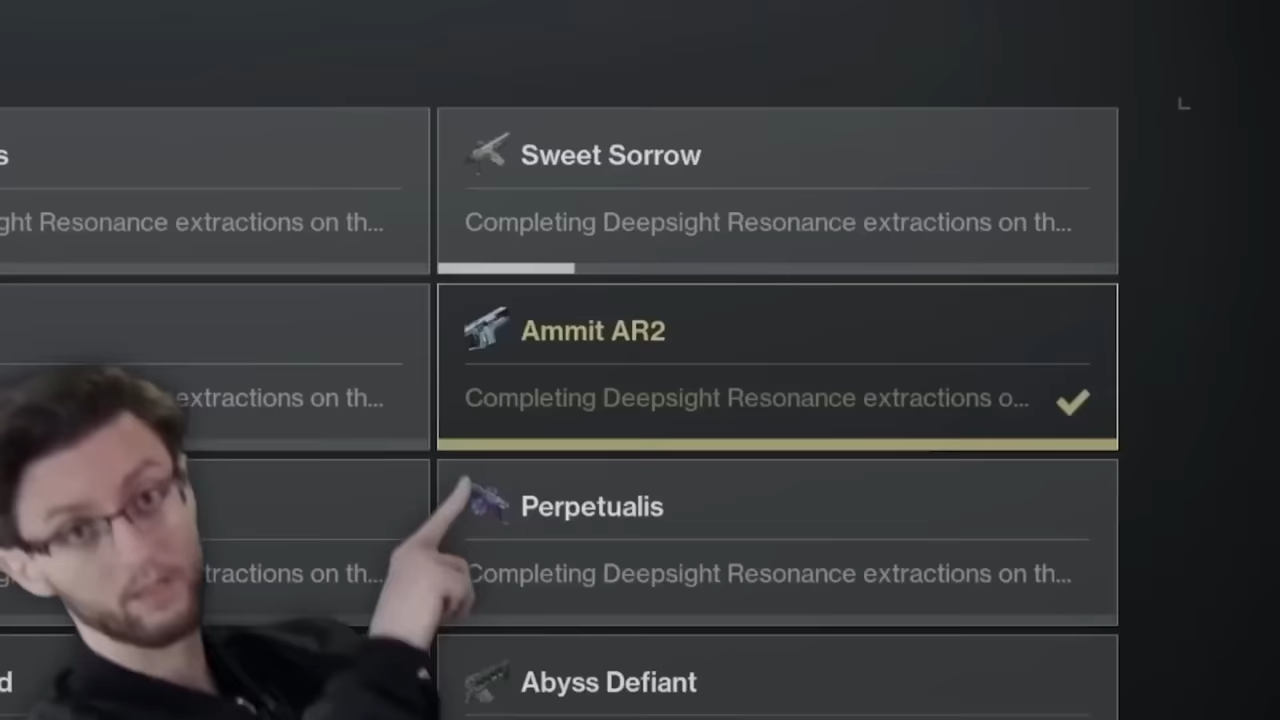 s
Sweet Sorrow
ght Resonance extractions on th...
Completing Deepsight Resonance extractions on th...
Ammit AR2
extractions on th...
Completing Deepsight Resonance extractions o...
Perpetualis
tractions on th...
Completing Deepsight Resonance extractions on th...
d
Abyss Defiant